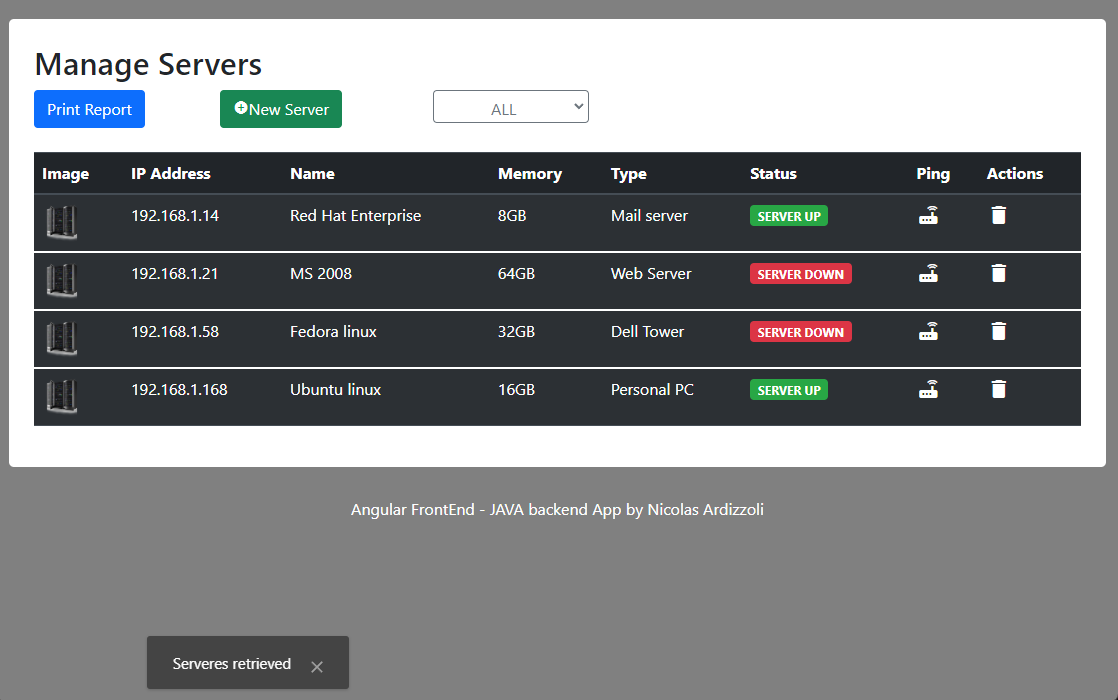 Manage Servers
Print Report
New Server
ALL
Image IP Address Name Memory Type Status Ping Actions
192.168.1.14 Red Hat Enterprise 8GB Mail server SERVER UP
192.168.1.21 MS 2008 64GB Web Server SERVER DOWN
192.168.1.58 Fedora linux 32GB Dell Tower SERVER DOWN
192.168.1.168 Ubuntu linux 16GB Personal PC SERVER UP
Angular FrontEnd - JAVA backend App by Nicolas Ardizzoli
Serveres retrieved